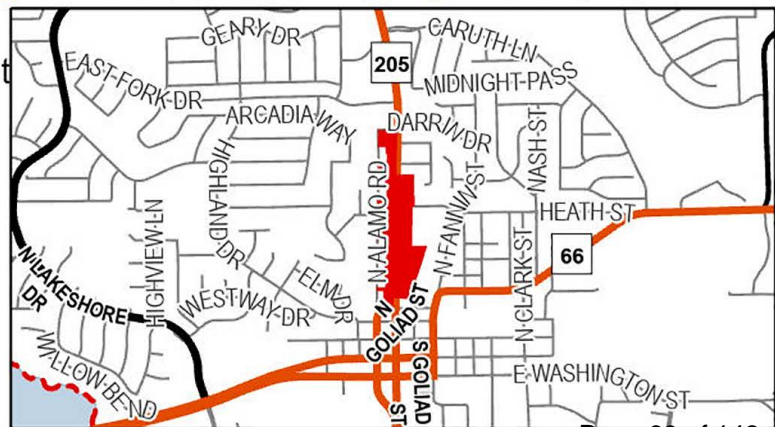 GEARY DR
CARUTH LN
205
EAST FORK DR
MIDNIGHT PASS
ARCADIA WAY
DARRIN DR
NASH ST
HIGHLAND DR
N ALAMO RD
N FANNIN ST
HEATH ST
HIGHVIEW LN
66
N LAKESHORE DR
ELM DR
N CLARK ST
WESTWAY DR
N GOLIAD ST
WILLOW BEND
S GOLIAD ST
E WASHINGTON ST